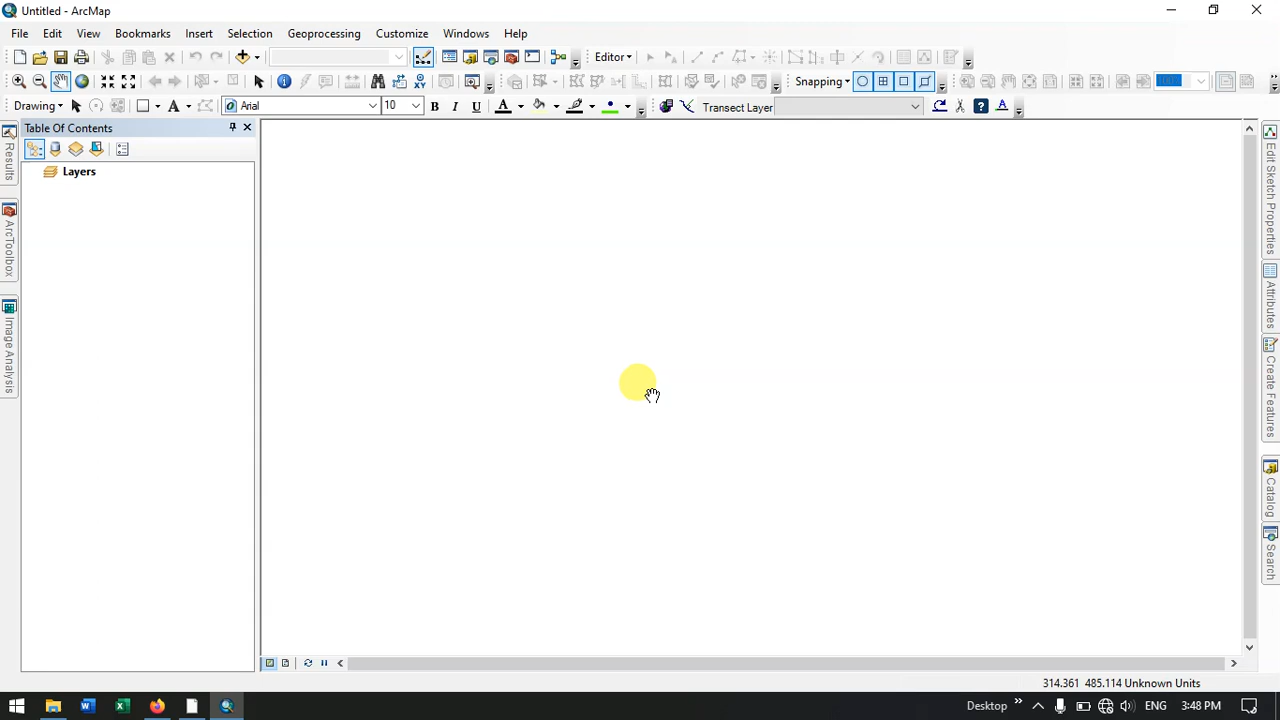 Untitled - ArcMap
File Edit View Bookmarks Insert Selection Geoprocessing Customize Windows Help
Editor
Snapping
Drawing A Arial 10 B I U A Transect Layer
Table Of Contents
Layers
Results
ArcToolbox
Image Analysis
Edit Sketch Properties
Attributes
Create Features
Catalog
Search
314.361 485.114 Unknown Units
Desktop ENG 3:48 PM